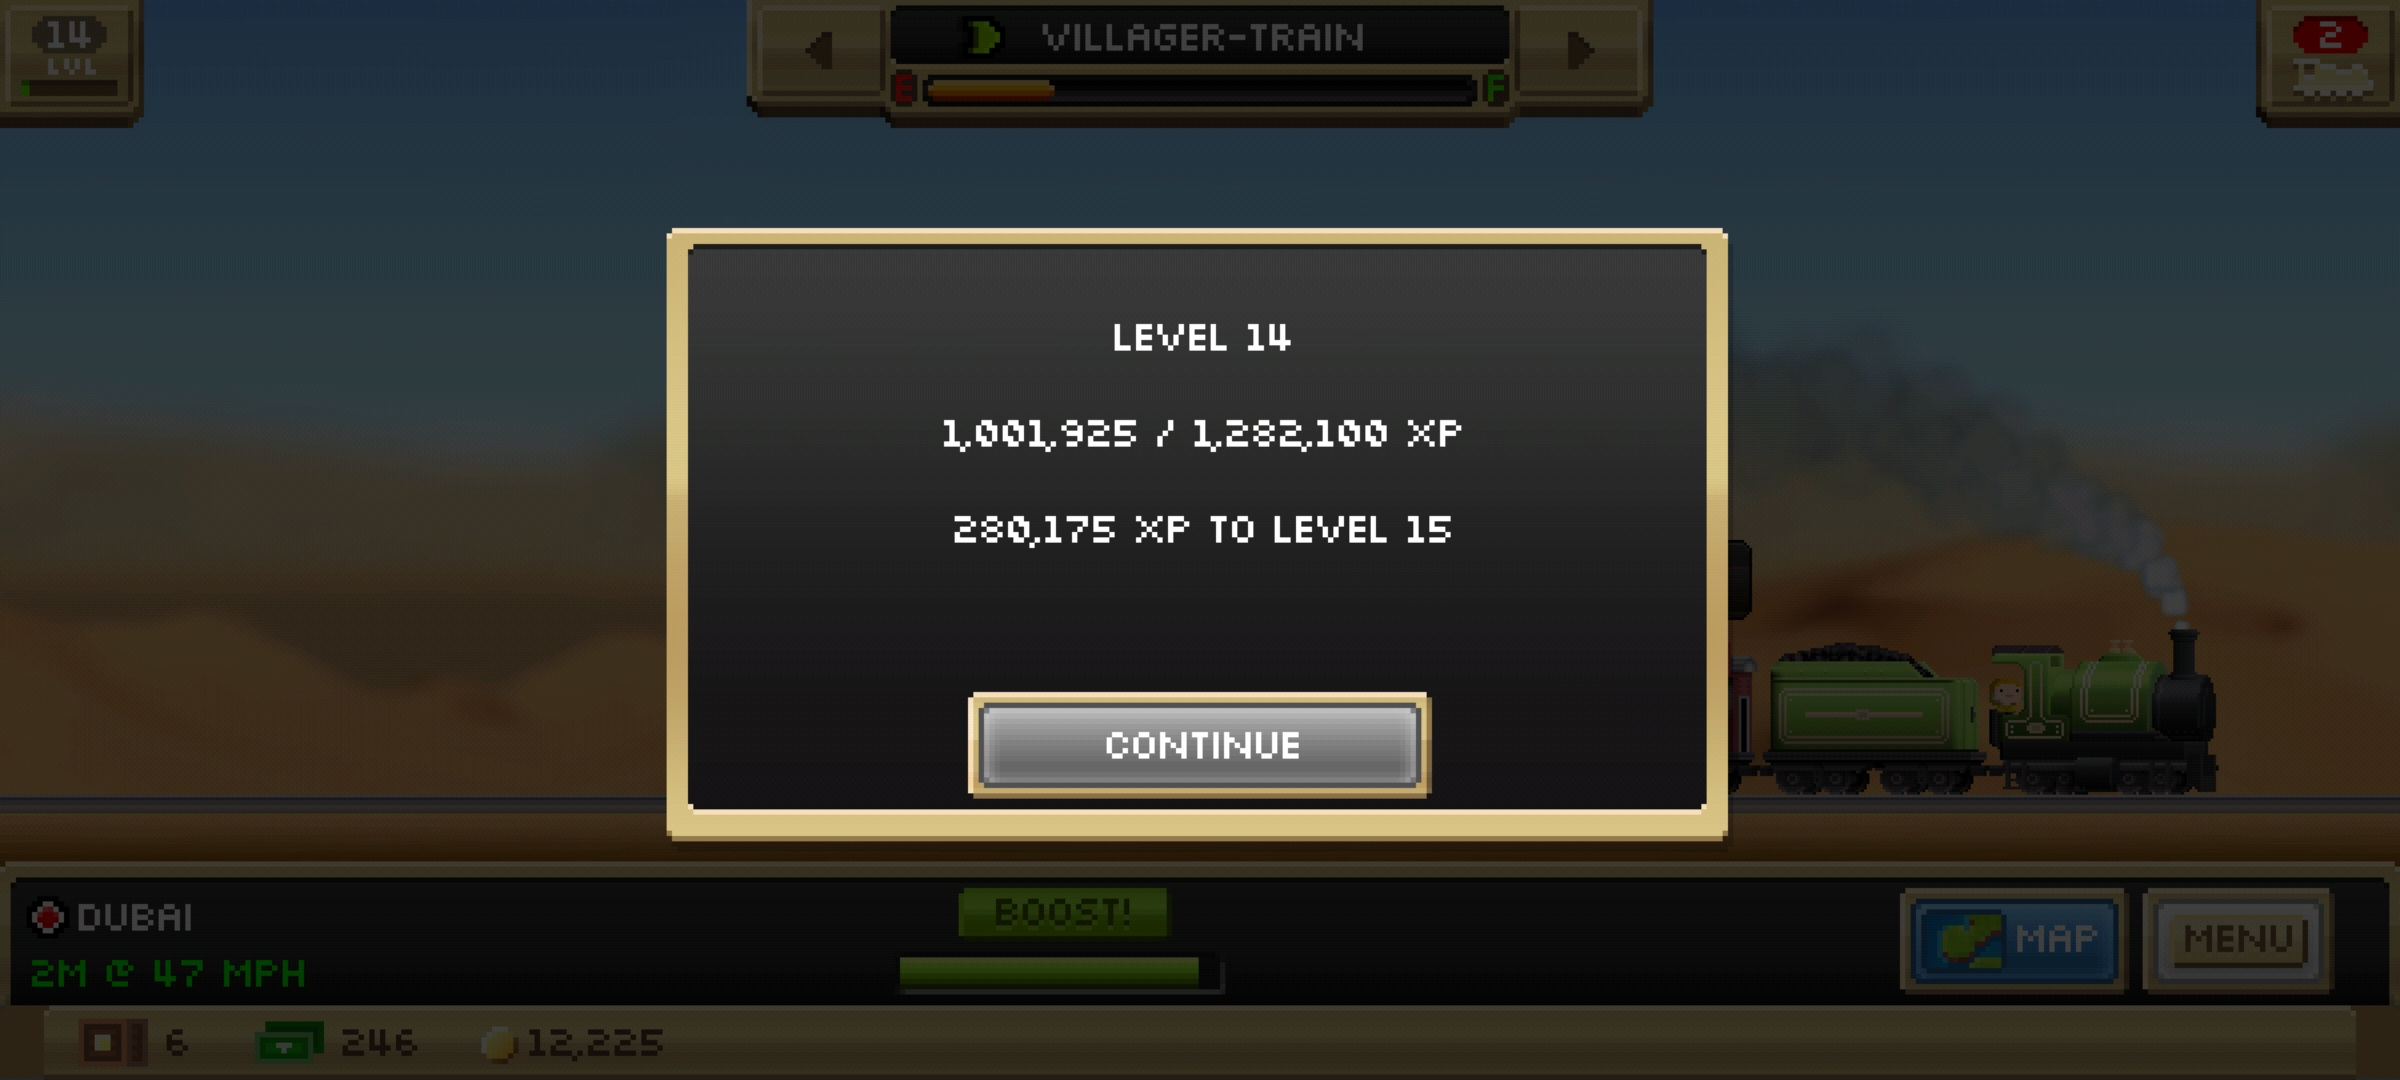 14
LVL
VILLAGER-TRAIN
E F
2
LEVEL 14
1,001,925 / 1,282,100 XP
280,175 XP TO LEVEL 15
CONTINUE
DUBAI
2M @ 47 MPH
BOOST!
MAP
MENU
6
246
12,225